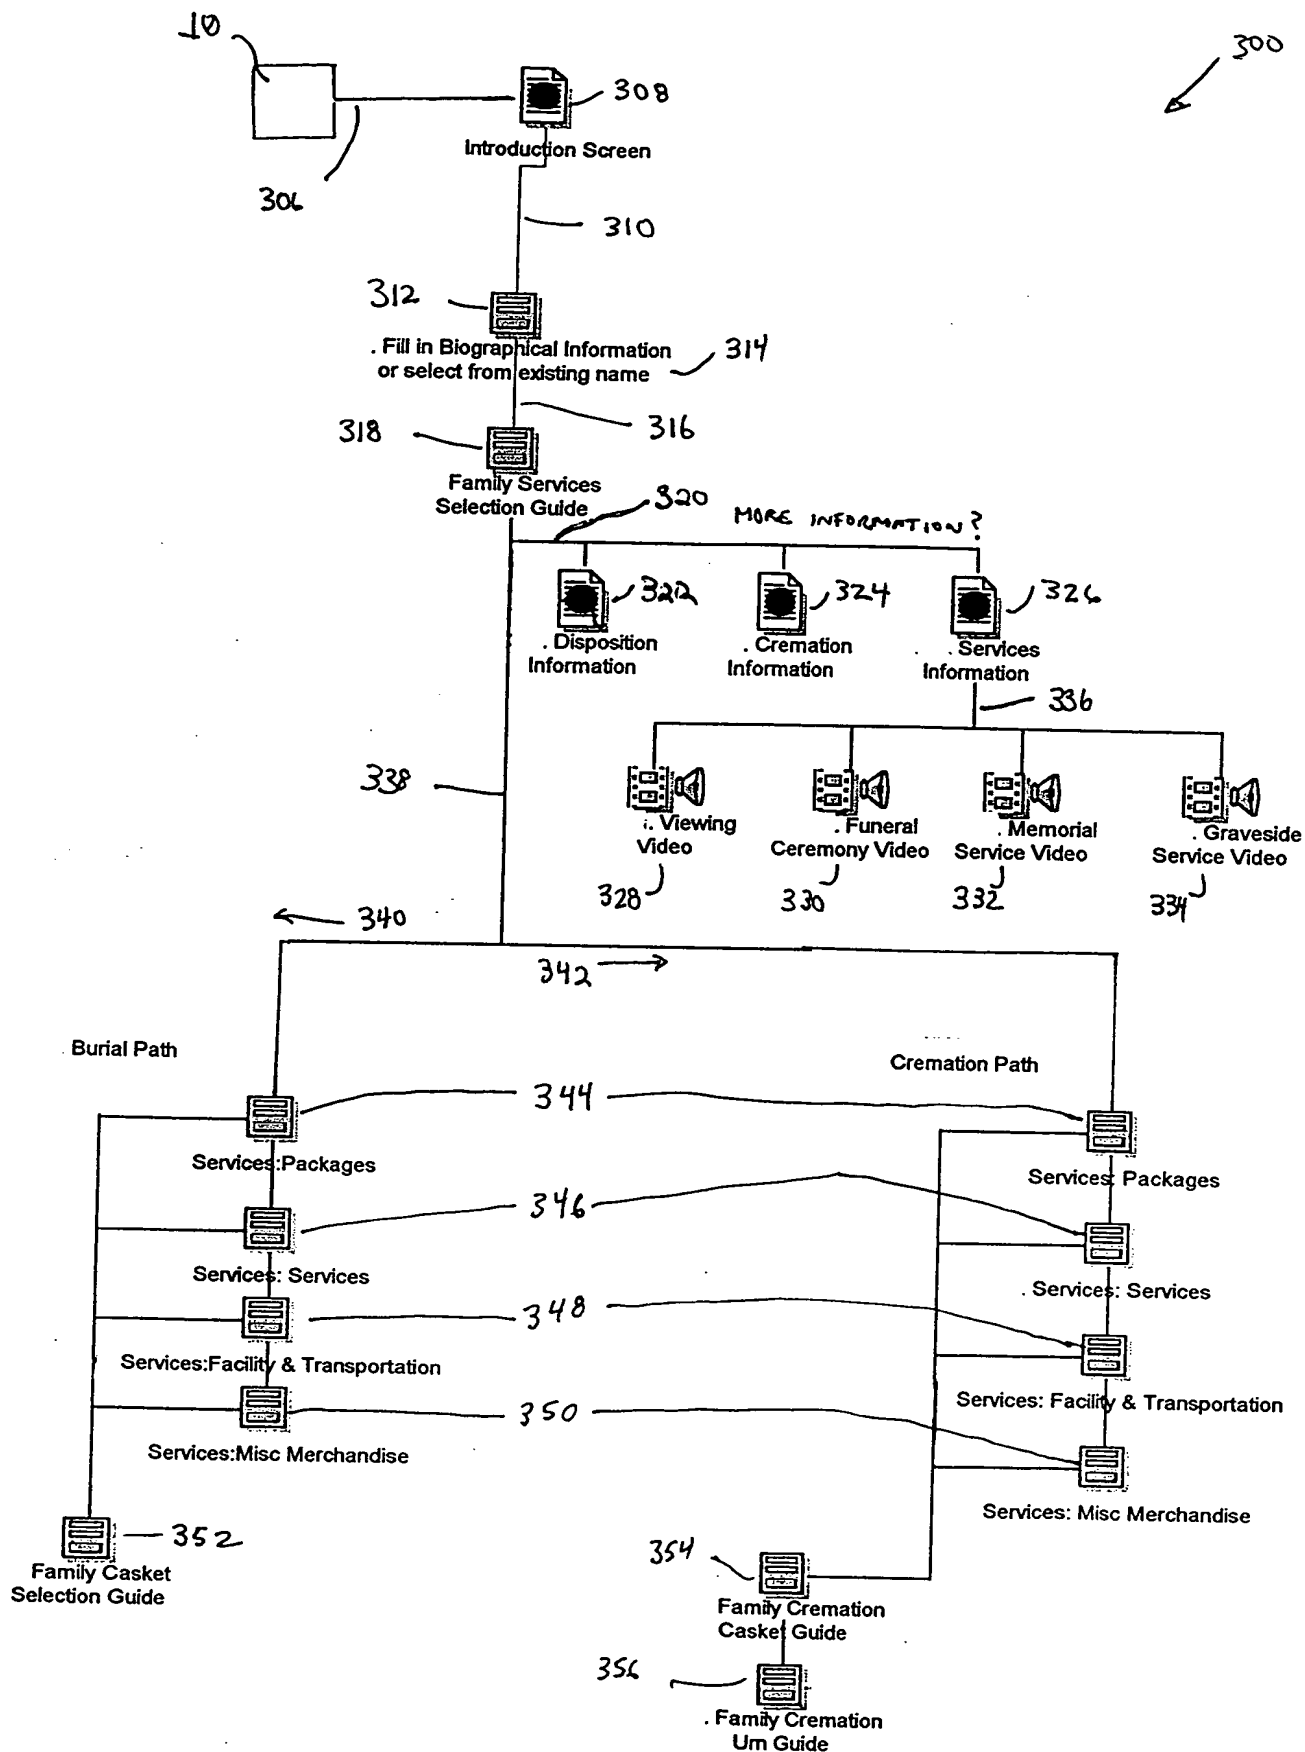 10
300
308
Introduction Screen
306
310
312
. Fill in Biographical Information
or select from existing name
314
316
318
Family Services
Selection Guide
320
MORE INFORMATION?
322
324
326
. Disposition
Information
. Cremation
Information
. Services
Information
336
338
. Viewing
Video
. Funeral
Ceremony Video
. Memorial
Service Video
. Graveside
Service Video
328
330
332
334
340
342
Burial Path
Cremation Path
344
Services:Packages
Services: Packages
346
Services: Services
. Services: Services
348
Services:Facility & Transportation
Services: Facility & Transportation
350
Services:Misc Merchandise
Services: Misc Merchandise
352
Family Casket
Selection Guide
354
Family Cremation
Casket Guide
356
. Family Cremation
Urn Guide